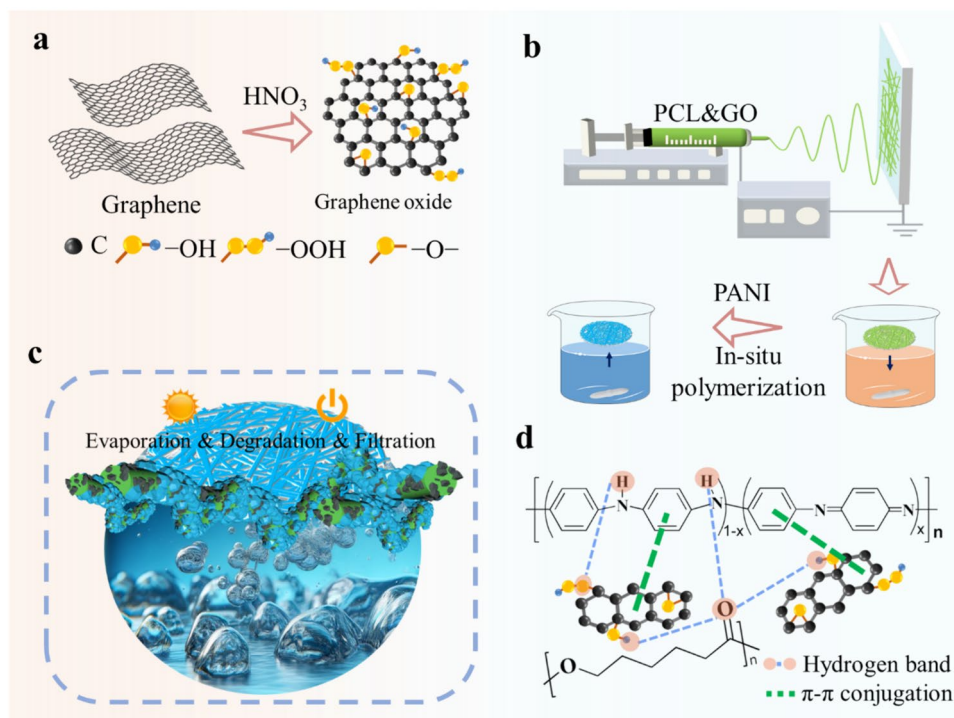 a
HNO3
Graphene
Graphene oxide
C
–OH
–OOH
–O–
b
PCL&GO
PANI
In-situ
polymerization
c
Evaporation & Degradation & Filtration
d
H
H
N
N
1-x
N
N
x
n
O
O
n
Hydrogen band
π-π conjugation